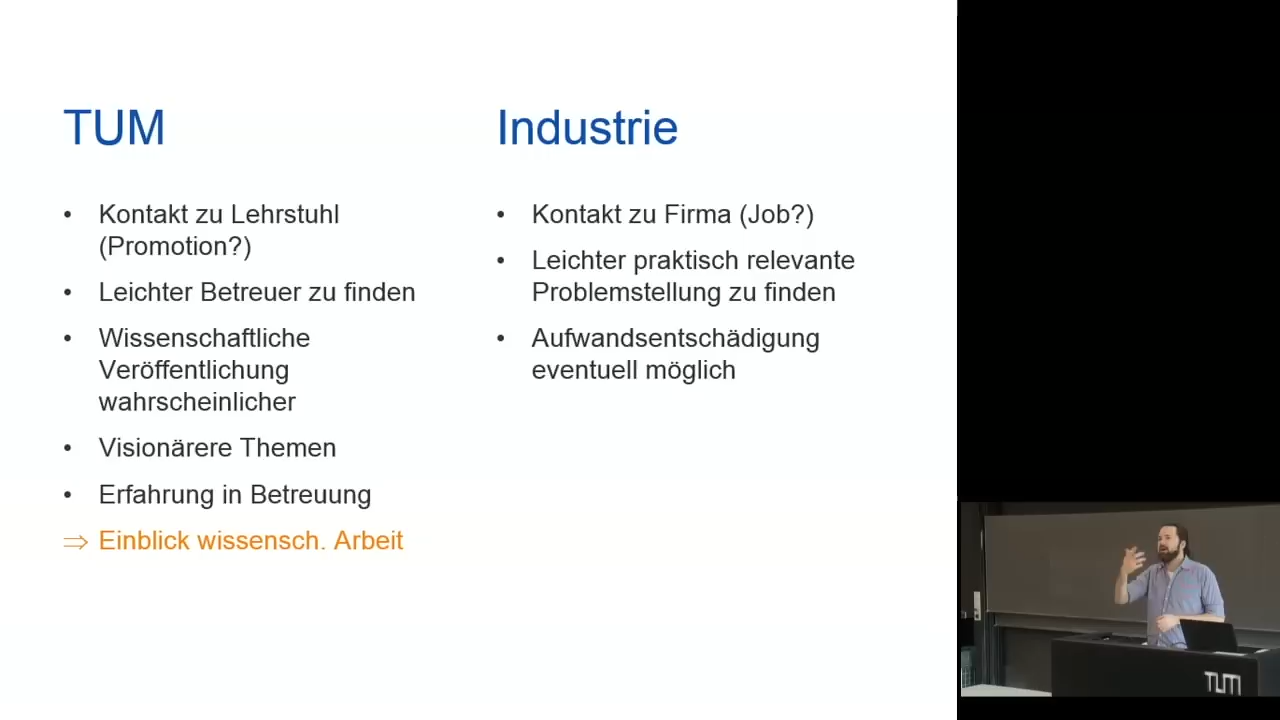 TUM
• Kontakt zu Lehrstuhl
(Promotion?)
• Leichter Betreuer zu finden
• Wissenschaftliche
Veröffentlichung
wahrscheinlicher
• Visionärere Themen
• Erfahrung in Betreuung
⇒ Einblick wissensch. Arbeit
Industrie
• Kontakt zu Firma (Job?)
• Leichter praktisch relevante
Problemstellung zu finden
• Aufwandsentschädigung
eventuell möglich
TUM